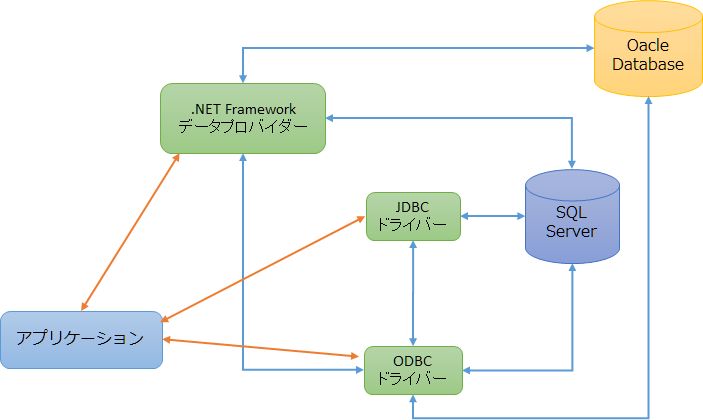 Oacle
Database
.NET Framework
データプロバイダー
JDBC
ドライバー
SQL
Server
アプリケーション
ODBC
ドライバー